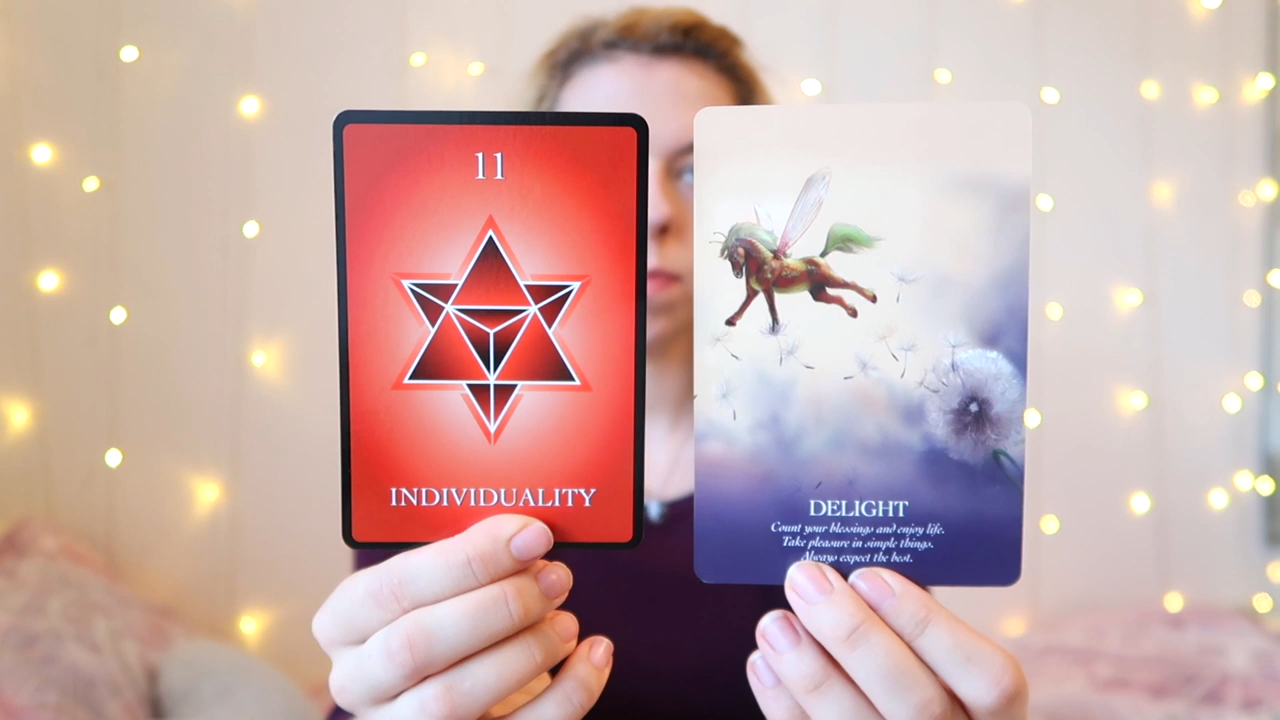 11
INDIVIDUALITY
DELIGHT
Count your blessings and enjoy life.
Take pleasure in simple things.
Always expect the best.